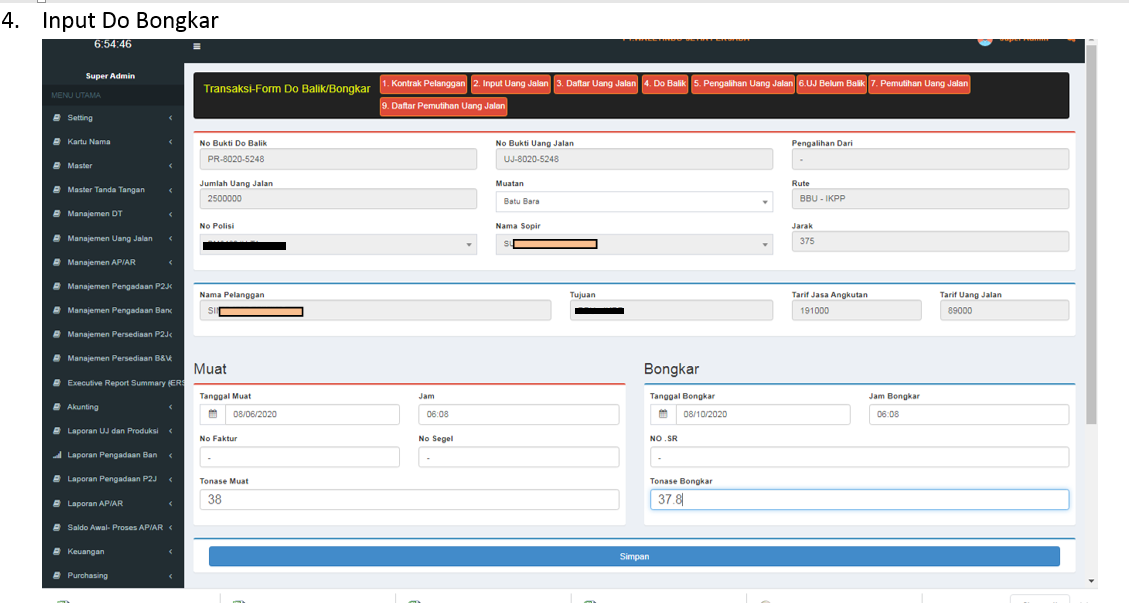 4. Input Do Bongkar
6:54:46
Super Admin
MENU UTAMA
Setting
Kartu Nama
Master
Master Tanda Tangan
Manajemen DT
Manajemen Uang Jalan
Manajemen AP/AR
Manajemen Pengadaan P2J
Manajemen Pengadaan Ban
Manajemen Persediaan P2J
Manajemen Persediaan B&V
Executive Report Summary (ERS
Akunting
Laporan UJ dan Produksi
Laporan Pengadaan Ban
Laporan Pengadaan P2J
Laporan AP/AR
Saldo Awal- Proses AP/AR
Keuangan
Purchasing
Transaksi-Form Do Balik/Bongkar
1. Kontrak Pelanggan 2. Input Uang Jalan 3. Daftar Uang Jalan 4. Do Balik 5. Pengalihan Uang Jalan 6.UJ Belum Balik 7. Pemutihan Uang Jalan
9. Daftar Pemutihan Uang Jalan
No Bukti Do Balik No Bukti Uang Jalan Pengalihan Dari
PR-8020-5248 UJ-8020-5248 -
Jumlah Uang Jalan Muatan Rute
2500000 Batu Bara BBU - IKPP
No Polisi Nama Sopir Jarak
SU 375
Nama Pelanggan Tujuan Tarif Jasa Angkutan Tarif Uang Jalan
SI 191000 89000
Muat Bongkar
Tanggal Muat Jam Tanggal Bongkar Jam Bongkar
08/06/2020 06:08 08/10/2020 06:08
No Faktur No Segel NO .SR
- - -
Tonase Muat Tonase Bongkar
38 37.8
Simpan